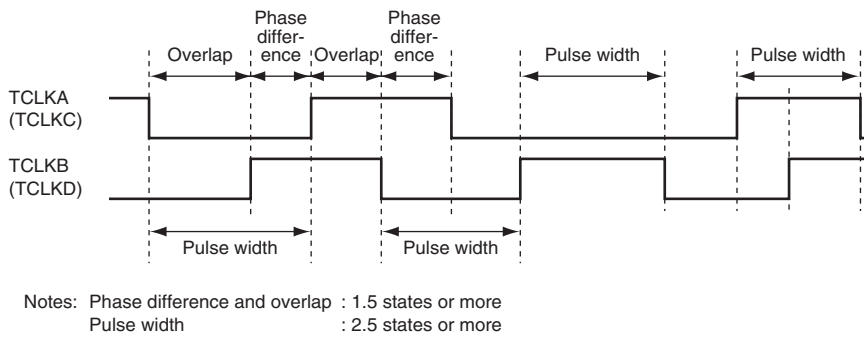 Phase
differ-
ence
Overlap
Overlap
Phase
differ-
ence
Pulse width
Pulse width
TCLKA
(TCLKC)
TCLKB
(TCLKD)
Pulse width
Pulse width
Notes: Phase difference and overlap : 1.5 states or more
Pulse width : 2.5 states or more